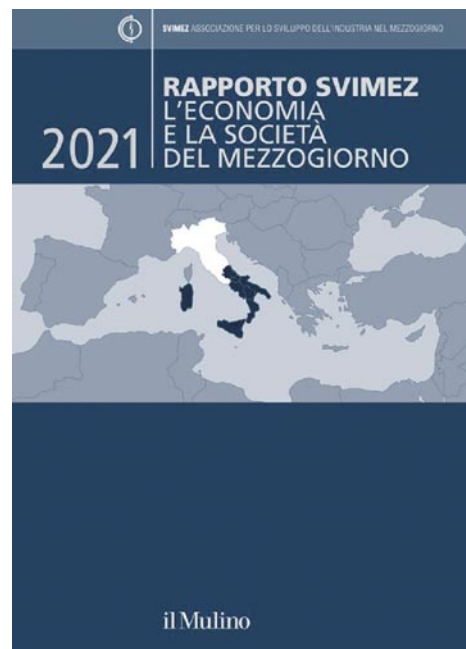 SVIMEZ ASSOCIAZIONE PER LO SVILUPPO DELL'INDUSTRIA NEL MEZZOGIORNO
RAPPORTO SVIMEZ
L'ECONOMIA
E LA SOCIETÀ
DEL MEZZOGIORNO
2021
il Mulino